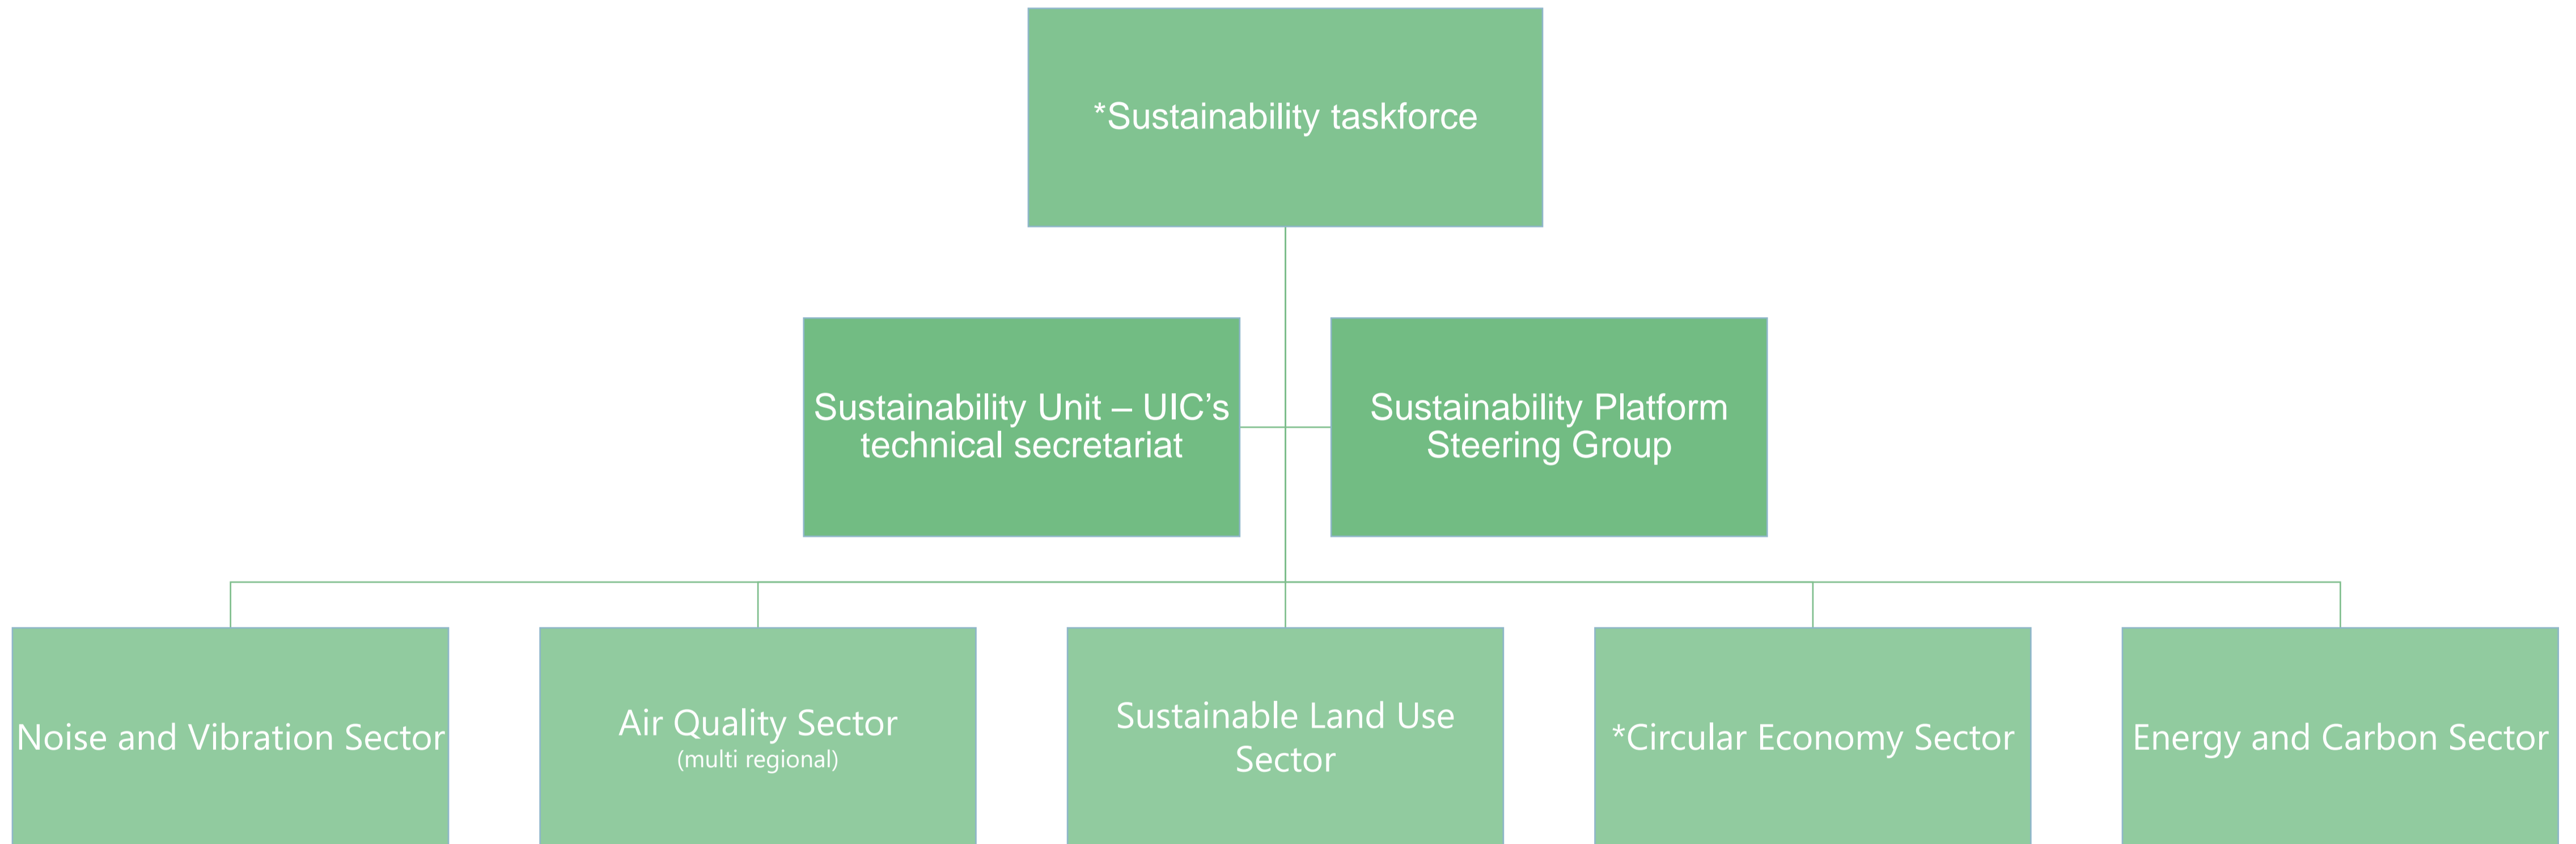 *Sustainability taskforce
Sustainability Unit – UIC’s
technical secretariat
Sustainability Platform
Steering Group
Noise and Vibration Sector
Air Quality Sector
(multi regional)
Sustainable Land Use
Sector
*Circular Economy Sector
Energy and Carbon Sector